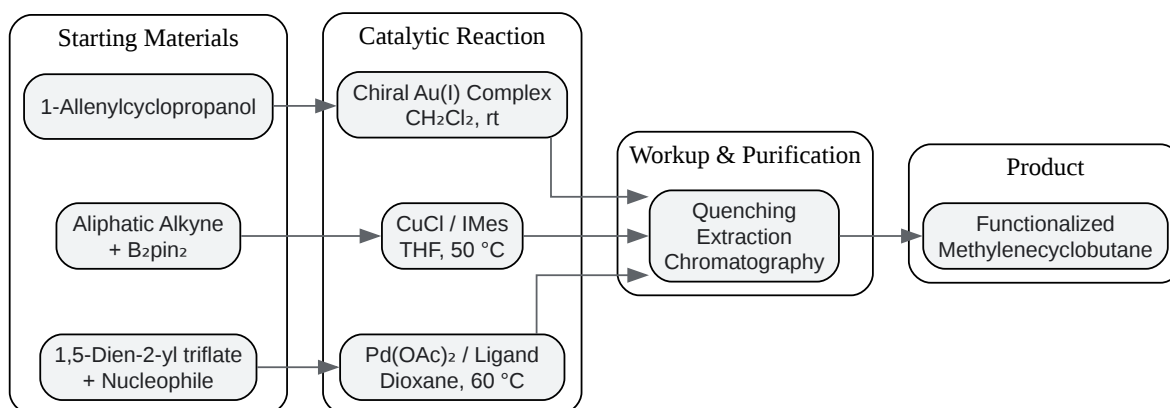 Starting Materials
1-Allenylcyclopropanol
Aliphatic Alkyne
+ B₂pin₂
1,5-Dien-2-yl triflate
+ Nucleophile
Catalytic Reaction
Chiral Au(I) Complex
CH₂Cl₂, rt
CuCl / IMes
THF, 50 °C
Pd(OAc)₂ / Ligand
Dioxane, 60 °C
Workup & Purification
Quenching
Extraction
Chromatography
Product
Functionalized
Methylenecyclobutane